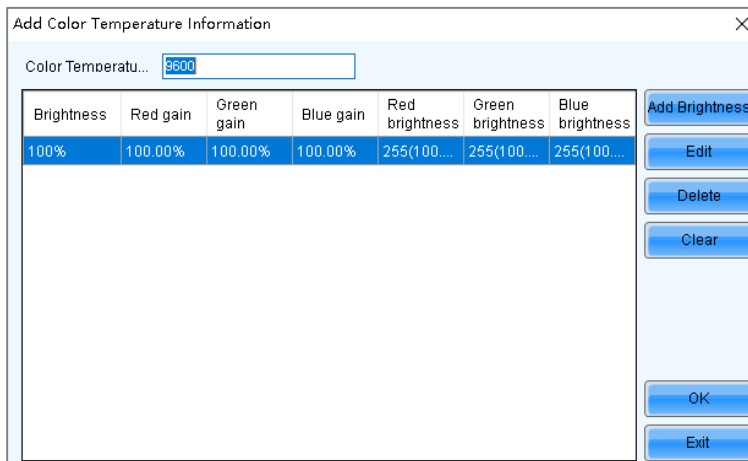 Add Color Temperature Information
Color Temperatu... 9600
Brightness Red gain Green gain Blue gain Red brightness Green brightness Blue brightness
100% 100.00% 100.00% 100.00% 255(100.... 255(100.... 255(100....
Add Brightness
Edit
Delete
Clear
OK
Exit